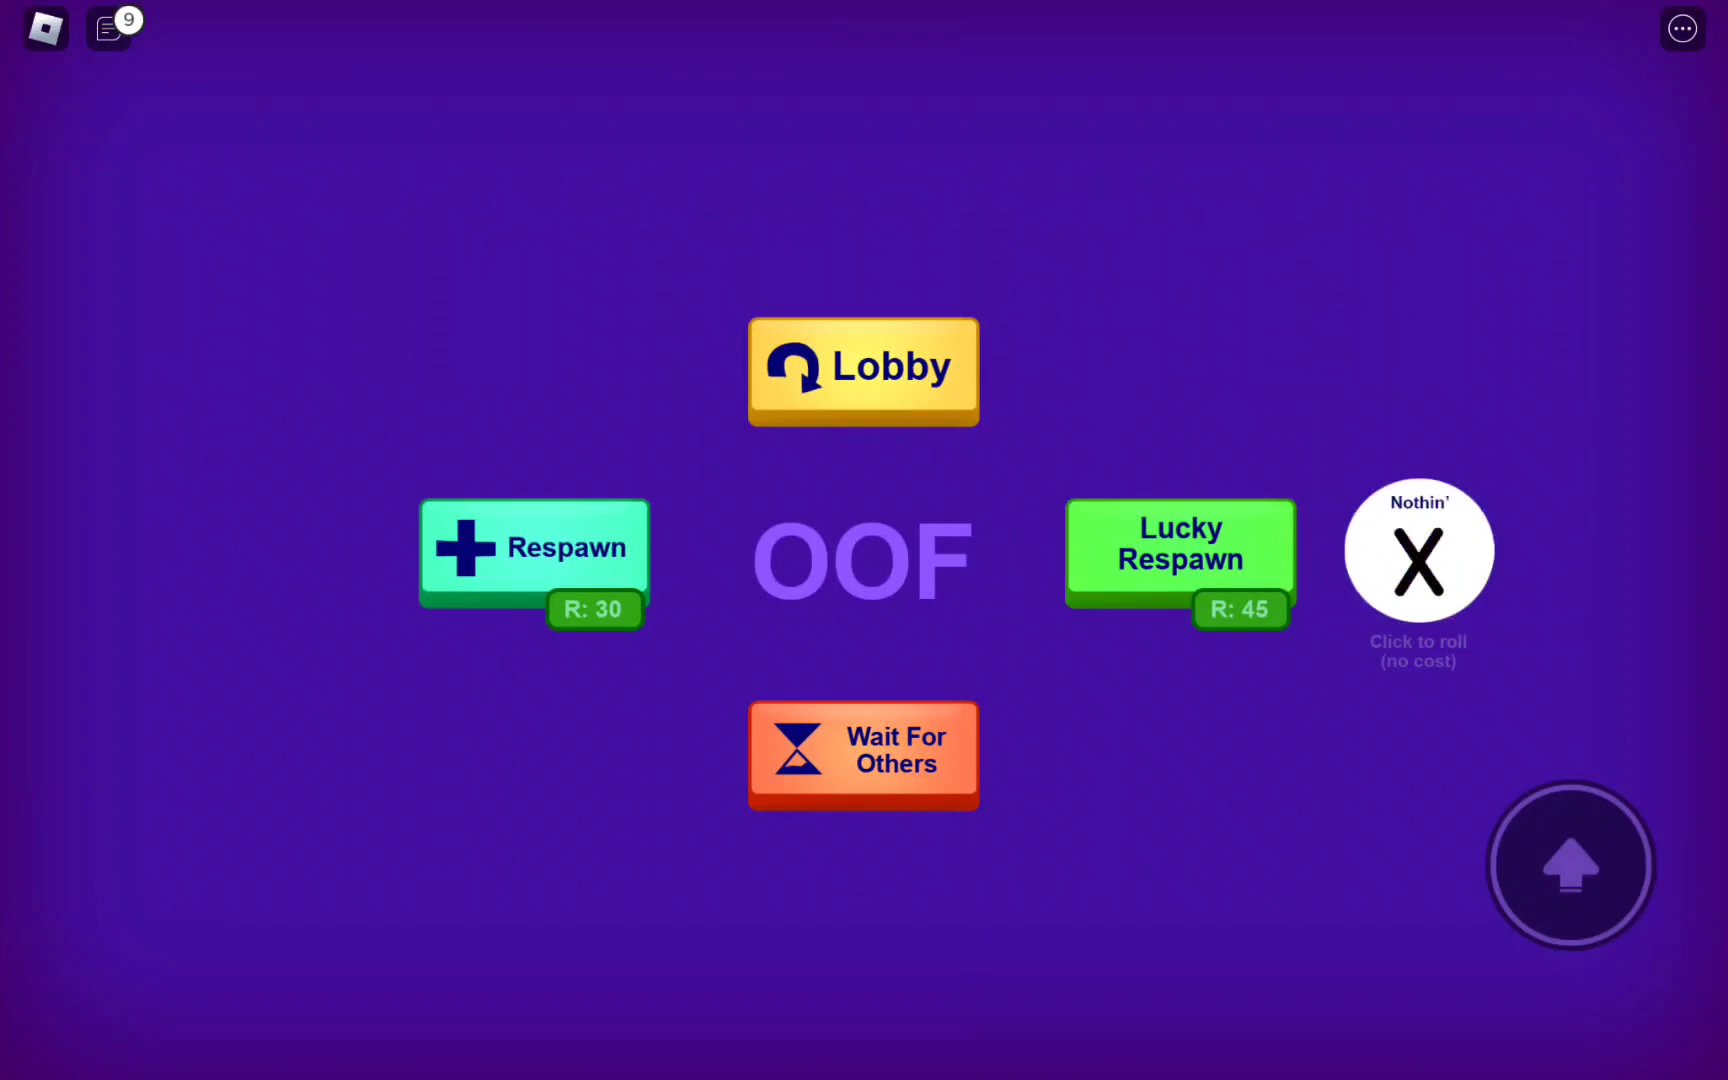 9
Lobby
Respawn
R: 30
OOF
Lucky
Respawn
R: 45
Nothin'
X
Click to roll
(no cost)
Wait For
Others